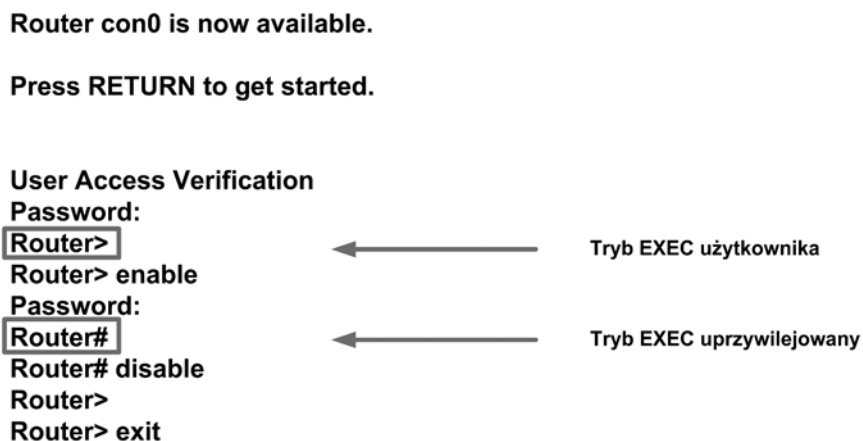 Router con0 is now available.
Press RETURN to get started.
User Access Verification
Password:
Router>
Tryb EXEC użytkownika
Router> enable
Password:
Router#
Tryb EXEC uprzywilejowany
Router# disable
Router>
Router> exit